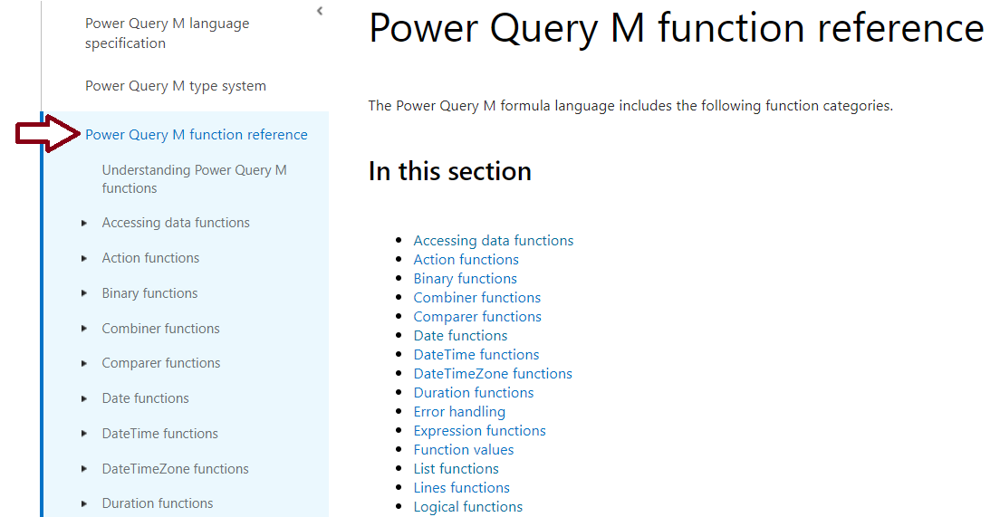 Power Query M language
specification
Power Query M type system
Power Query M function reference
Understanding Power Query M
functions
Accessing data functions
Action functions
Binary functions
Combiner functions
Comparer functions
Date functions
DateTime functions
DateTimeZone functions
Duration functions
Power Query M function reference
The Power Query M formula language includes the following function categories.
In this section
Accessing data functions
Action functions
Binary functions
Combiner functions
Comparer functions
Date functions
DateTime functions
DateTimeZone functions
Duration functions
Error handling
Expression functions
Function values
List functions
Lines functions
Logical functions